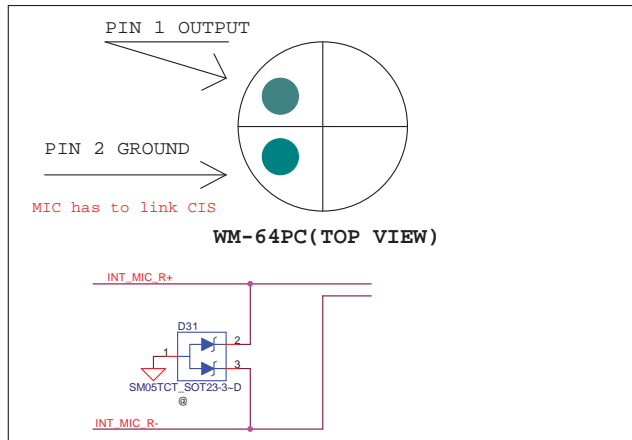 PIN 1 OUTPUT
PIN 2 GROUND
MIC has to link CIS
WM-64PC(TOP VIEW)
INT_MIC_R+
D31
1
2
3
SM05TCT_SOT23-3~D
@
INT_MIC_R-